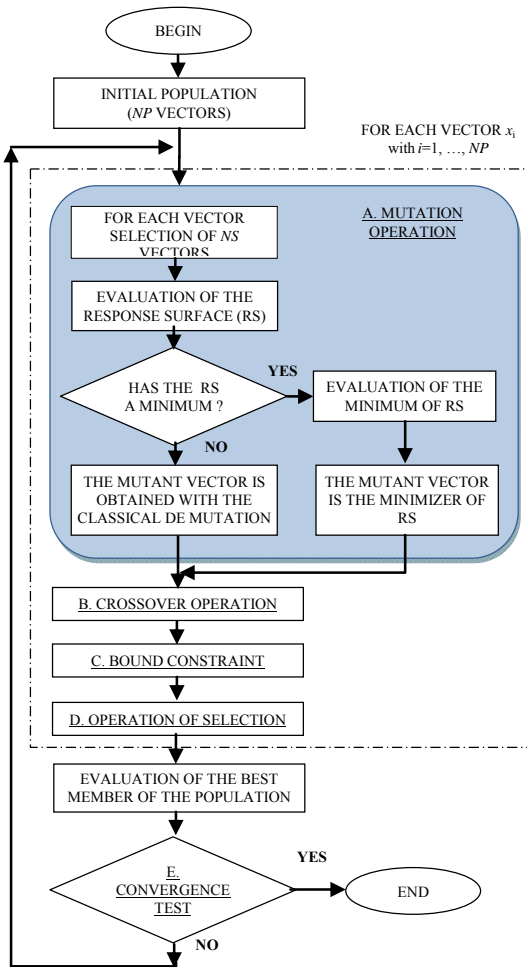 BEGIN
INITIAL POPULATION
(NP VECTORS)
FOR EACH VECTOR xi
with i=1, …, NP
FOR EACH VECTOR
SELECTION OF NS
VECTORS
A. MUTATION
OPERATION
EVALUATION OF THE
RESPONSE SURFACE (RS)
HAS THE RS
A MINIMUM ?
YES
EVALUATION OF THE
MINIMUM OF RS
NO
THE MUTANT VECTOR IS
OBTAINED WITH THE
CLASSICAL DE MUTATION
THE MUTANT VECTOR
IS THE MINIMIZER OF
RS
B. CROSSOVER OPERATION
C. BOUND CONSTRAINT
D. OPERATION OF SELECTION
EVALUATION OF THE BEST
MEMBER OF THE POPULATION
E.
CONVERGENCE
TEST
YES
END
NO